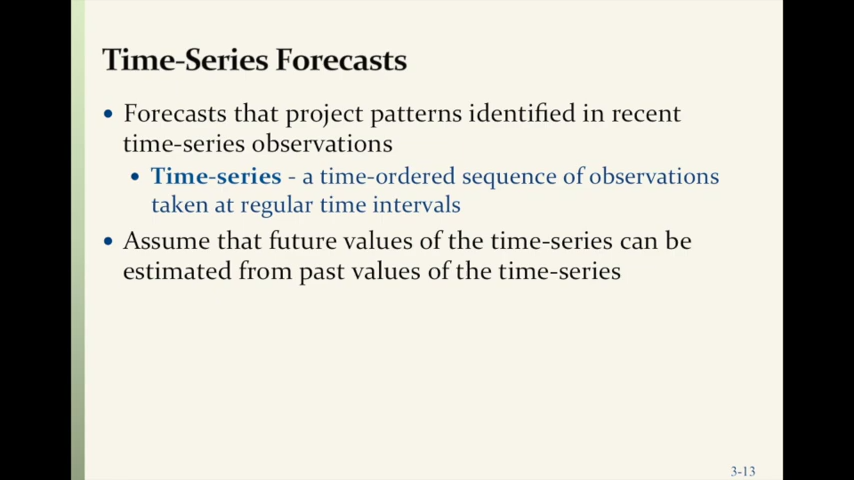 Time-Series Forecasts
• Forecasts that project patterns identified in recent
time-series observations
• Time-series - a time-ordered sequence of observations
taken at regular time intervals
• Assume that future values of the time-series can be
estimated from past values of the time-series
3-13